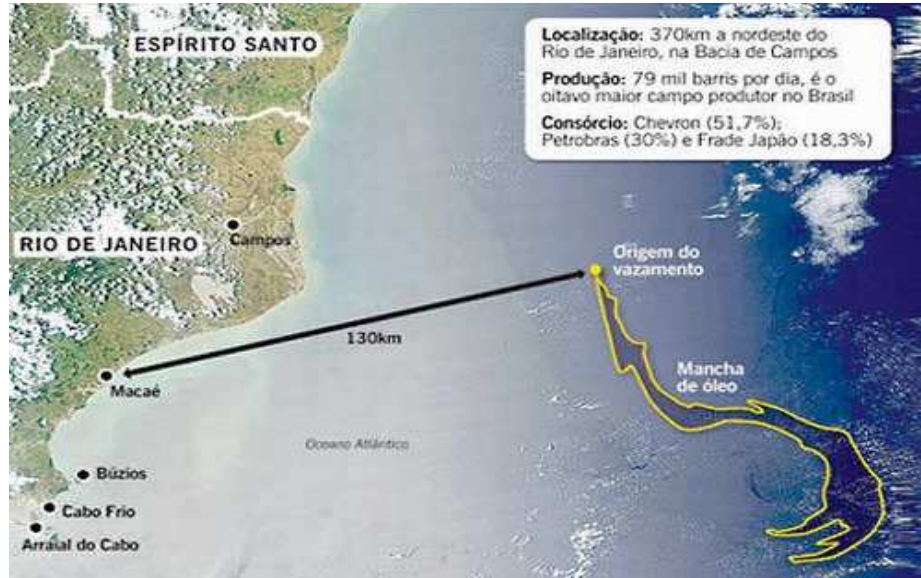 ESPÍRITO SANTO
Localização: 370km a nordeste do
Rio de Janeiro, na Bacia de Campos
Produção: 79 mil barris por dia, é o
oitavo maior campo produtor no Brasil
Consórcio: Chevron (51,7%);
Petrobras (30%) e Frade Japão (18,3%)
RIO DE JANEIRO
Campos
Origem do
vazamento
130km
Macaé
Mancha
de óleo
Oceano Atlântico
Búzios
Cabo Frio
Arraial do Cabo